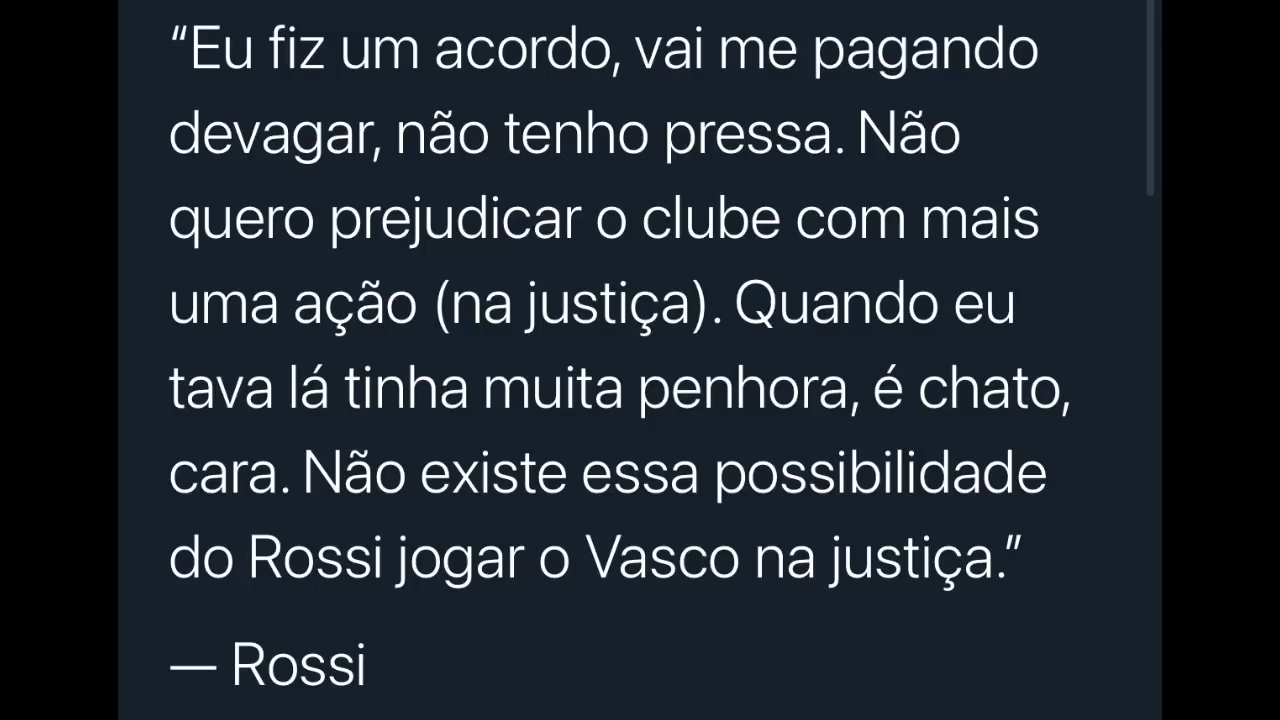 “Eu fiz um acordo, vai me pagando
devagar, não tenho pressa. Não
quero prejudicar o clube com mais
uma ação (na justiça). Quando eu
tava lá tinha muita penhora, é chato,
cara. Não existe essa possibilidade
do Rossi jogar o Vasco na justiça.”
— Rossi